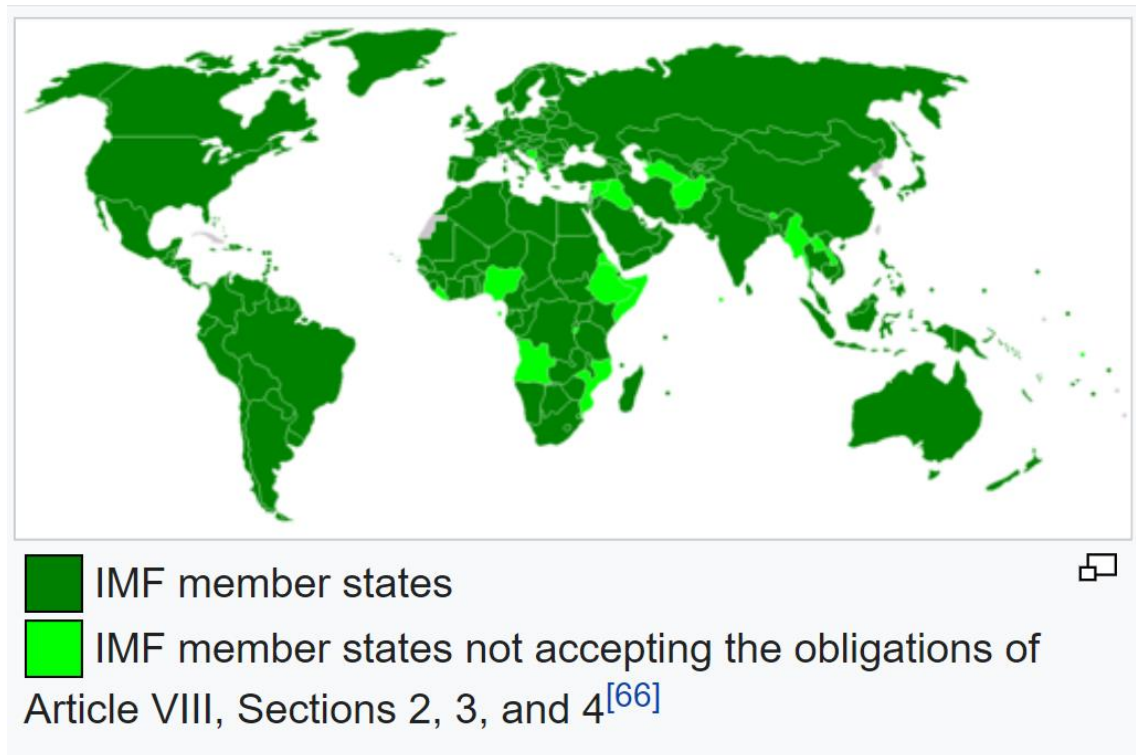 IMF member states
IMF member states not accepting the obligations of
Article VIII, Sections 2, 3, and 4[66]